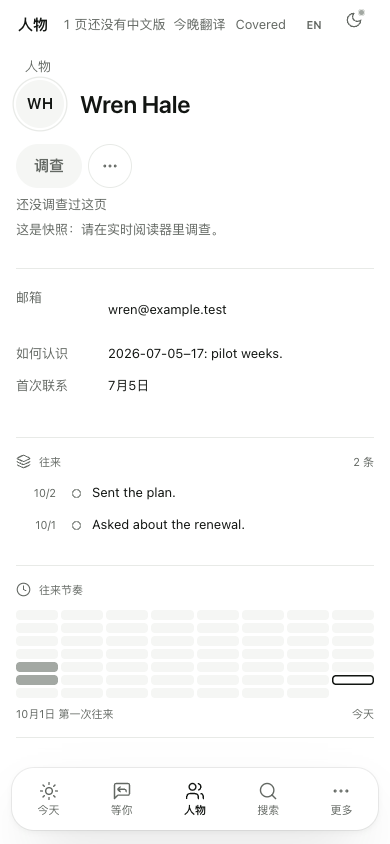 人物 1 页还没有中文版 今晚翻译 Covered EN
人物
WH Wren Hale
调查
还没调查过这页
这是快照：请在实时阅读器里调查。
邮箱
wren@example.test
如何认识 2026-07-05–17: pilot weeks.
首次联系 7月5日
往来 2 条
10/2 Sent the plan.
10/1 Asked about the renewal.
往来节奏
10月1日 第一次往来 今天
今天 等你 人物 搜索 更多